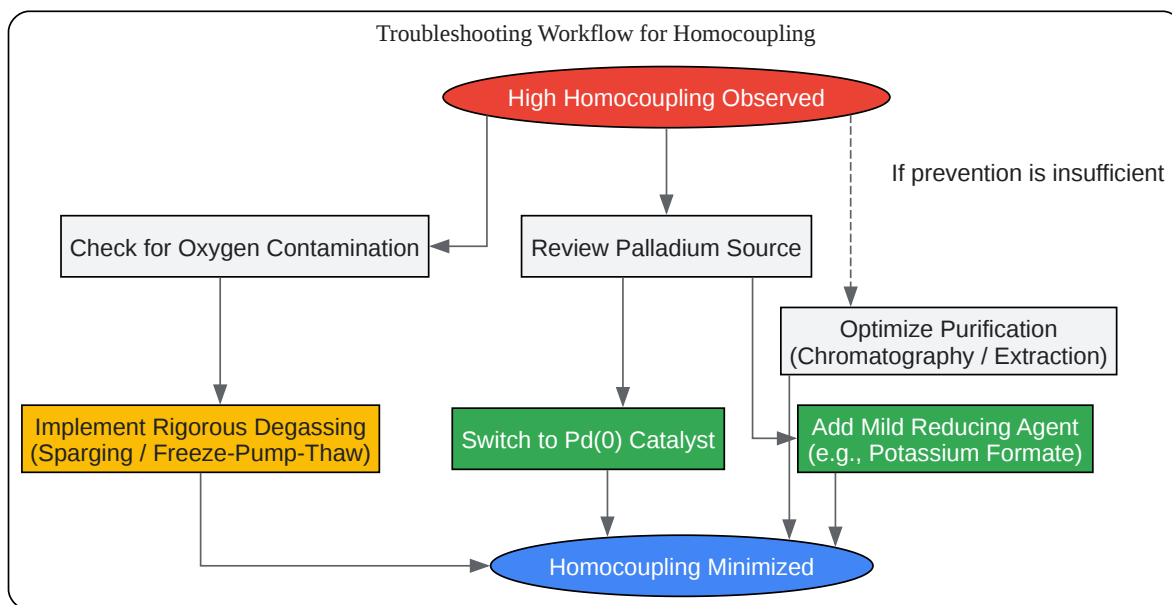 Troubleshooting Workflow for Homocoupling
High Homocoupling Observed
If prevention is insufficient
Check for Oxygen Contamination
Review Palladium Source
Optimize Purification
(Chromatography / Extraction)
Implement Rigorous Degassing
(Sparging / Freeze-Pump-Thaw)
Switch to Pd(0) Catalyst
Add Mild Reducing Agent
(e.g., Potassium Formate)
Homocoupling Minimized